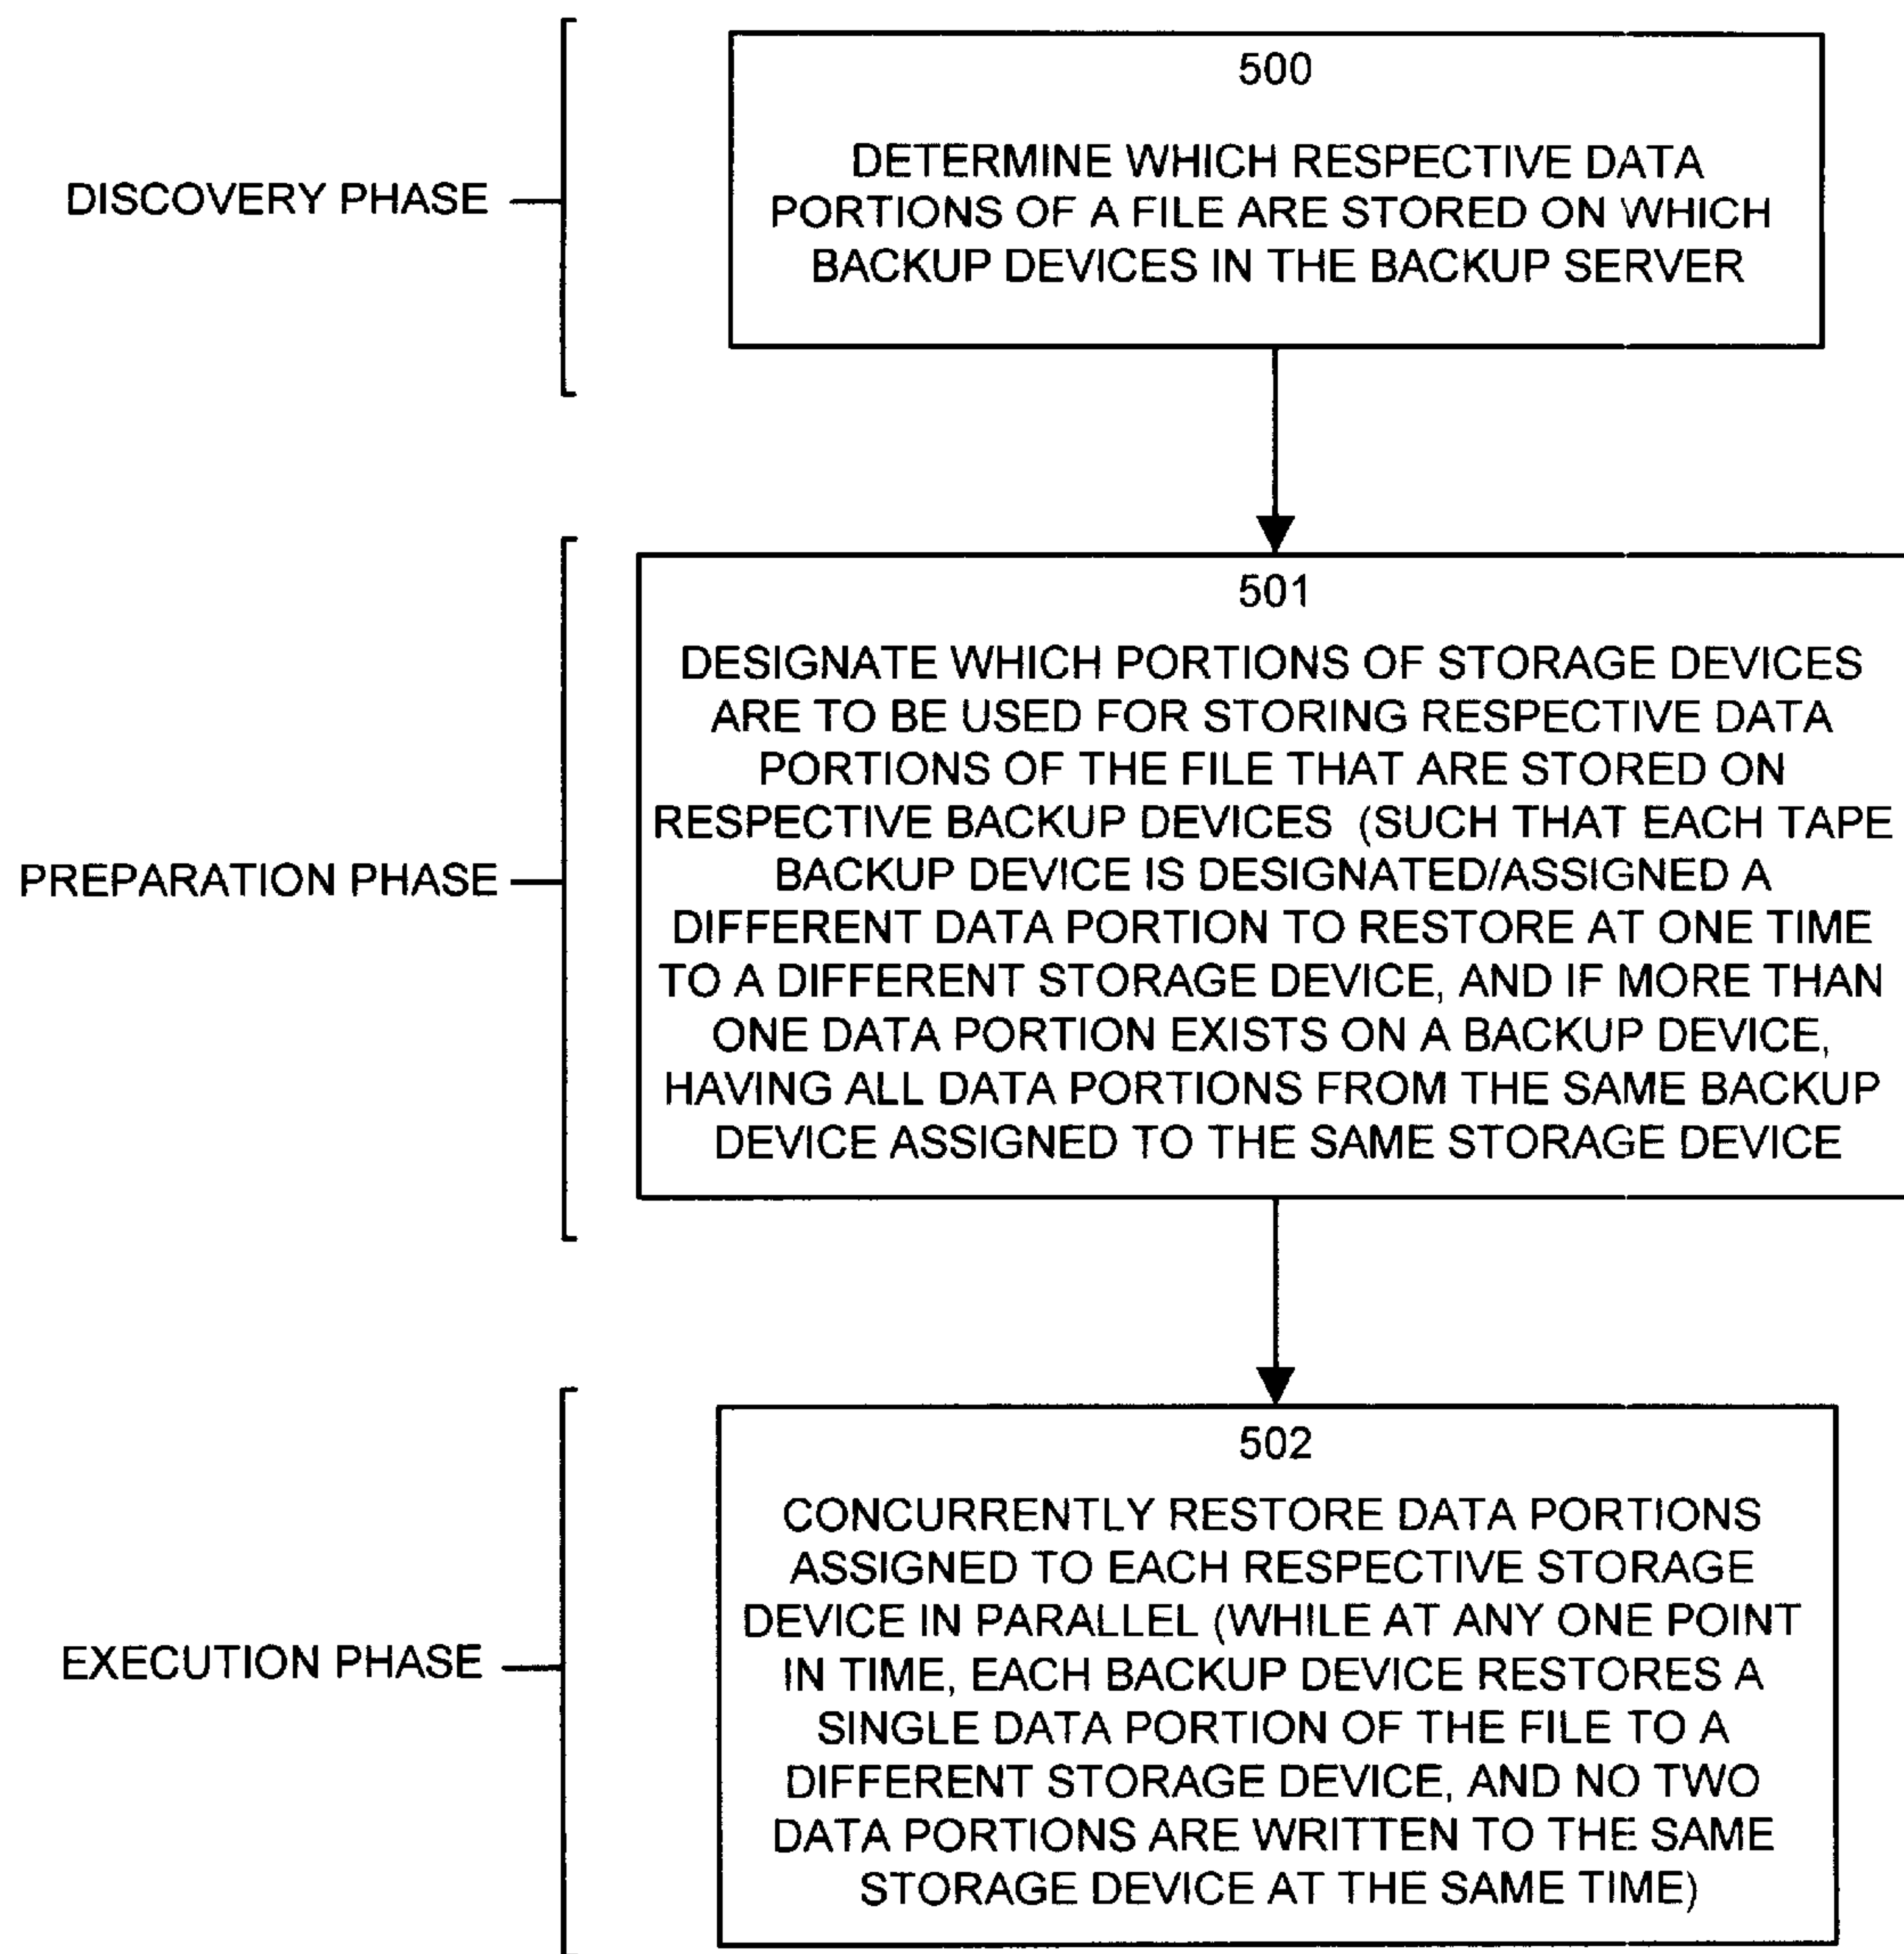 DISCOVERY PHASE
500
DETERMINE WHICH RESPECTIVE DATA
PORTIONS OF A FILE ARE STORED ON WHICH
BACKUP DEVICES IN THE BACKUP SERVER
PREPARATION PHASE
501
DESIGNATE WHICH PORTIONS OF STORAGE DEVICES
ARE TO BE USED FOR STORING RESPECTIVE DATA
PORTIONS OF THE FILE THAT ARE STORED ON
RESPECTIVE BACKUP DEVICES (SUCH THAT EACH TAPE
BACKUP DEVICE IS DESIGNATED/ASSIGNED A
DIFFERENT DATA PORTION TO RESTORE AT ONE TIME
TO A DIFFERENT STORAGE DEVICE, AND IF MORE THAN
ONE DATA PORTION EXISTS ON A BACKUP DEVICE,
HAVING ALL DATA PORTIONS FROM THE SAME BACKUP
DEVICE ASSIGNED TO THE SAME STORAGE DEVICE
EXECUTION PHASE
502
CONCURRENTLY RESTORE DATA PORTIONS
ASSIGNED TO EACH RESPECTIVE STORAGE
DEVICE IN PARALLEL (WHILE AT ANY ONE POINT
IN TIME, EACH BACKUP DEVICE RESTORES A
SINGLE DATA PORTION OF THE FILE TO A
DIFFERENT STORAGE DEVICE, AND NO TWO
DATA PORTIONS ARE WRITTEN TO THE SAME
STORAGE DEVICE AT THE SAME TIME)